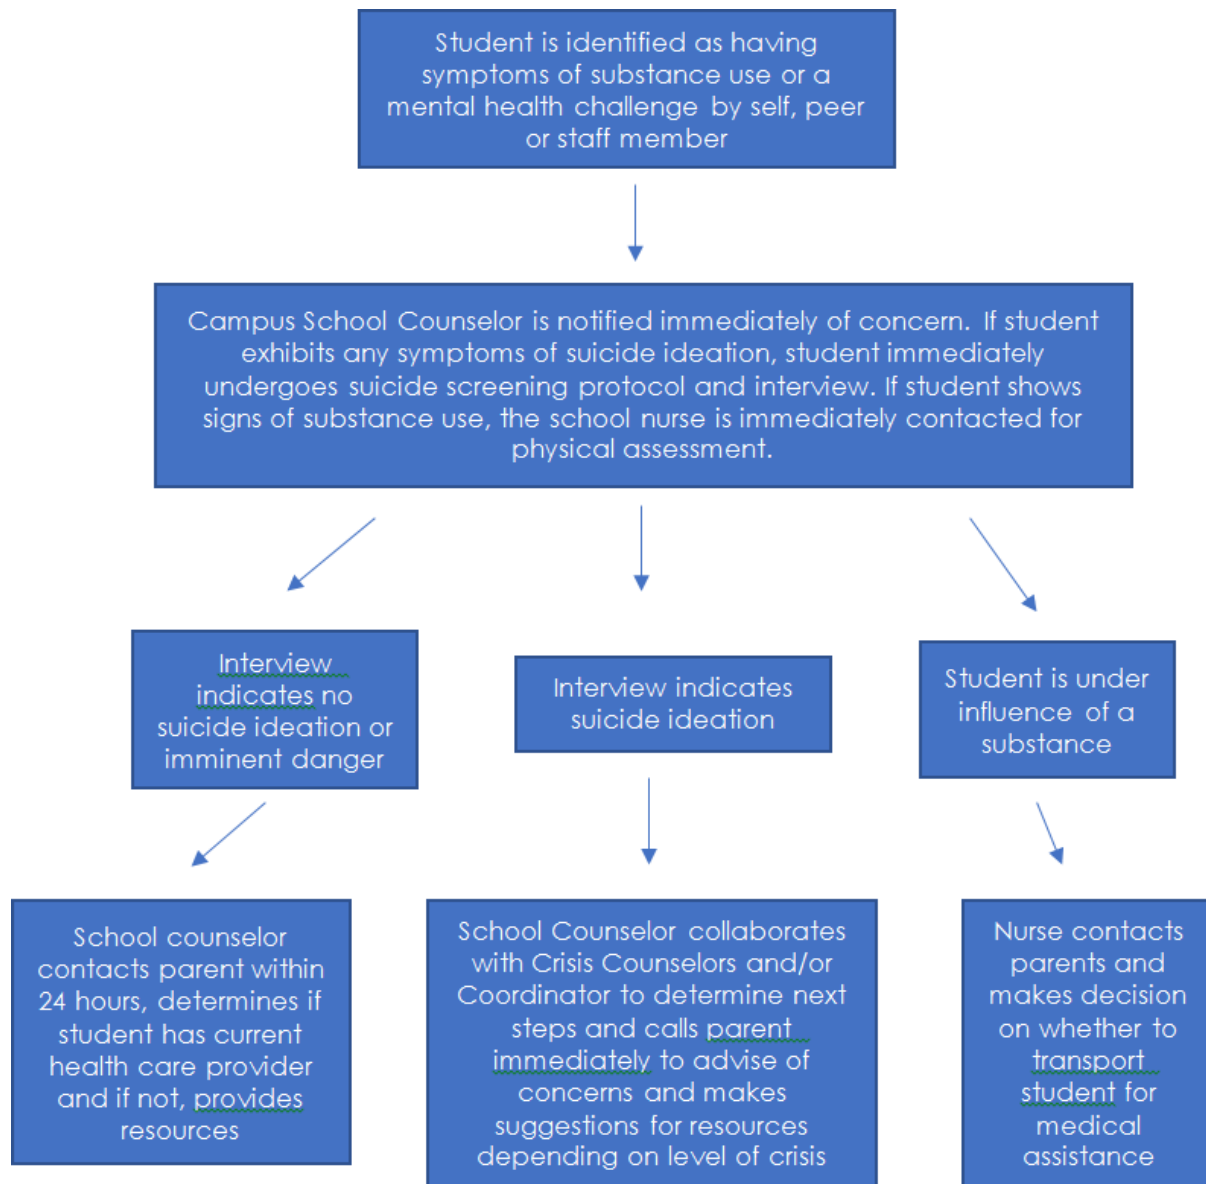 Student is identified as having
symptoms of substance use or a
mental health challenge by self, peer
or staff member
Campus School Counselor is notified immediately of concern. If student
exhibits any symptoms of suicide ideation, student immediately
undergoes suicide screening protocol and interview. If student shows
signs of substance use, the school nurse is immediately contacted for
physical assessment.
Interview
indicates no
suicide ideation or
imminent danger
Interview indicates
suicide ideation
Student is under
influence of a
substance
School counselor
contacts parent within
24 hours, determines if
student has current
health care provider
and if not, provides
resources
School Counselor collaborates
with Crisis Counselors and/or
Coordinator to determine next
steps and calls parent
immediately to advise of
concerns and makes
suggestions for resources
depending on level of crisis
Nurse contacts
parents and
makes decision
on whether to
transport
student for
medical
assistance